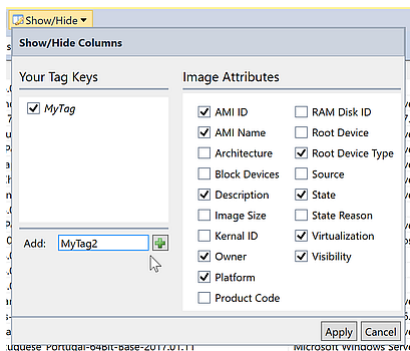 Show/Hide
Show/Hide Columns
Your Tag Keys
MyTag
Add: MyTag2
Image Attributes
AMI ID
AMI Name
Architecture
Block Devices
Description
Image Size
Kernal ID
Owner
Platform
Product Code
RAM Disk ID
Root Device
Root Device Type
Source
State
State Reason
Virtualization
Visibility
Apply Cancel
uguese_Portugal-64Bit-Base-2017.01.11 Microsoft Windows Serve